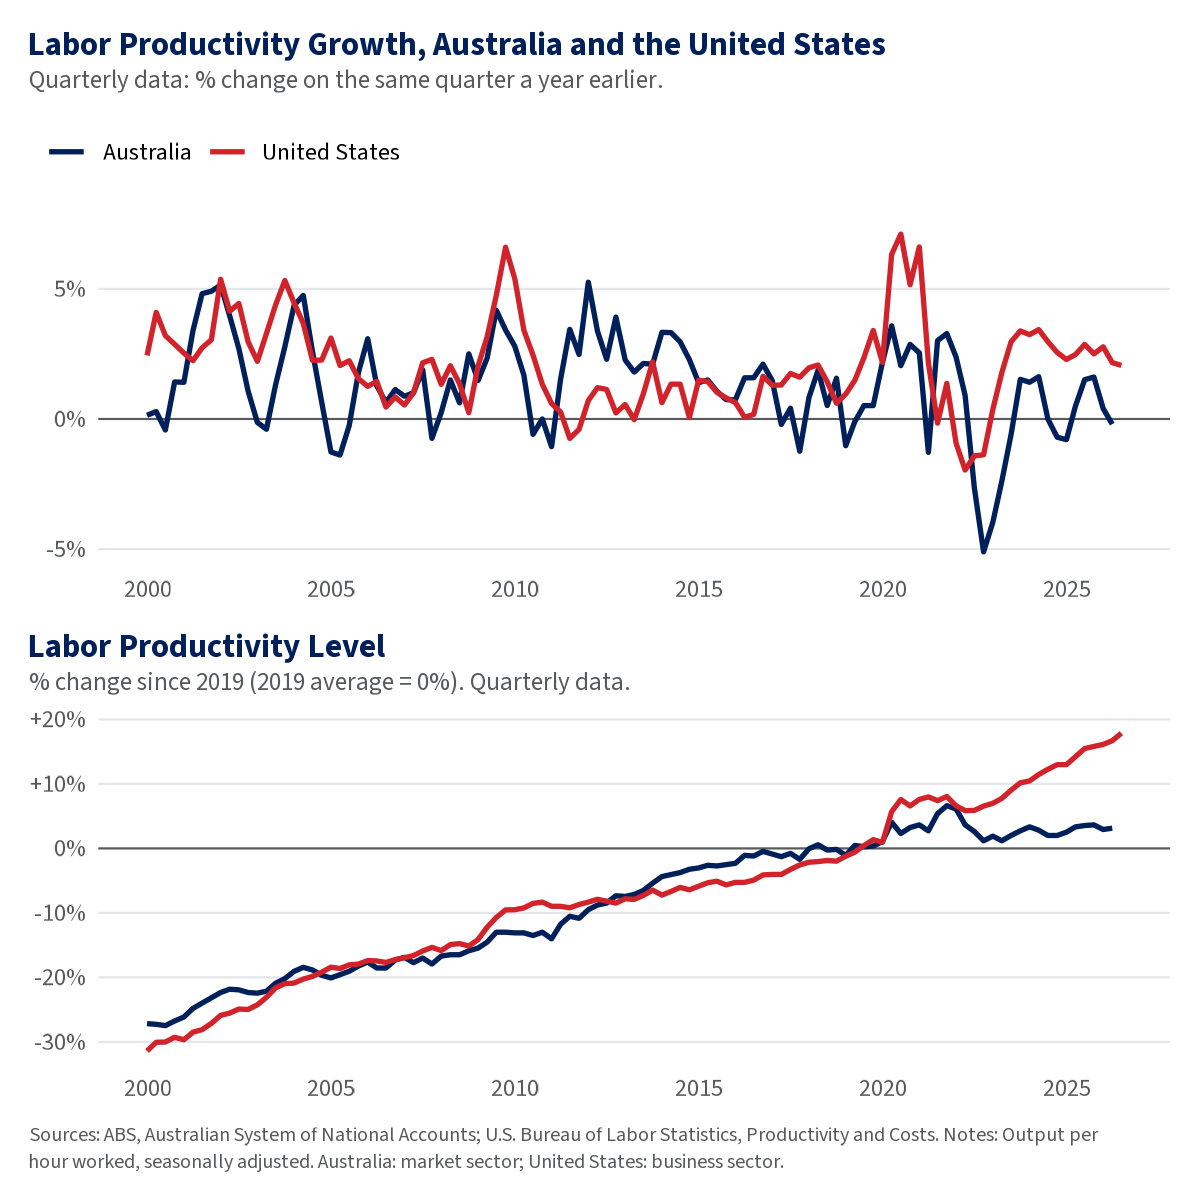 Labor Productivity Growth, Australia and the United States
Quarterly data: % change on the same quarter a year earlier.
Australia United States
5%
0%
-5%
2000 2005 2010 2015 2020 2025
Labor Productivity Level
% change since 2019 (2019 average = 0%). Quarterly data.
+20%
+10%
0%
-10%
-20%
-30%
2000 2005 2010 2015 2020 2025
Sources: ABS, Australian System of National Accounts; U.S. Bureau of Labor Statistics, Productivity and Costs. Notes: Output per
hour worked, seasonally adjusted. Australia: market sector; United States: business sector.